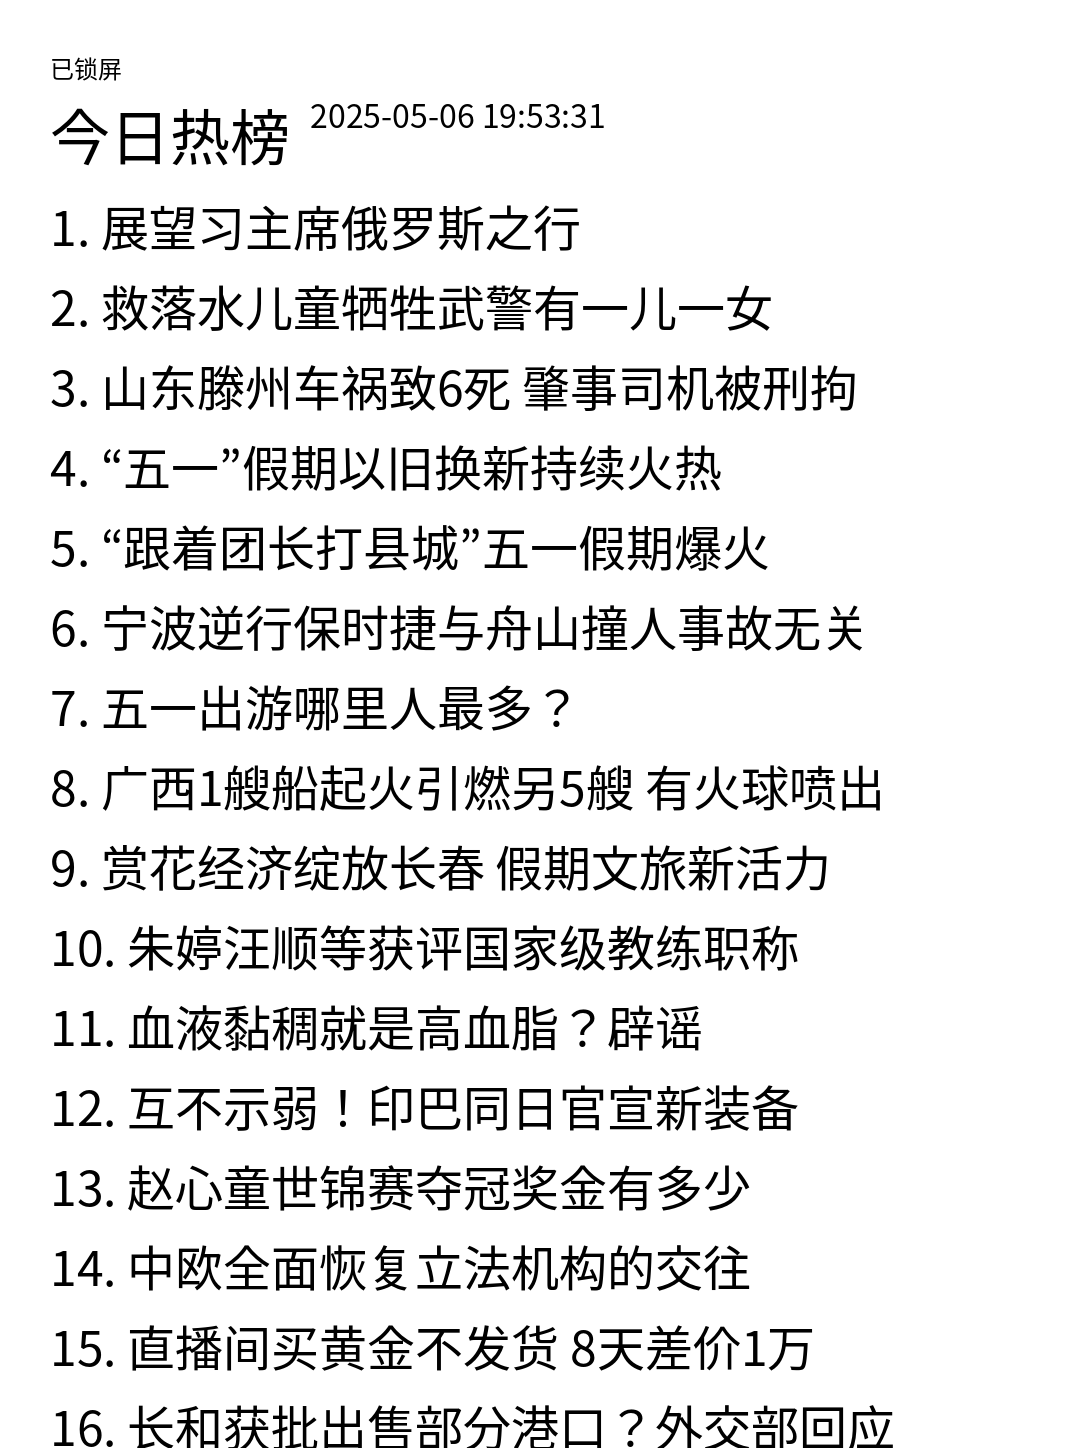 已锁屏
今日热榜 2025-05-06 19:53:31
1. 展望习主席俄罗斯之行
2. 救落水儿童牺牲武警有一儿一女
3. 山东滕州车祸致6死 肇事司机被刑拘
4. “五一”假期以旧换新持续火热
5. “跟着团长打县城”五一假期爆火
6. 宁波逆行保时捷与舟山撞人事故无关
7. 五一出游哪里人最多？
8. 广西1艘船起火引燃另5艘 有火球喷出
9. 赏花经济绽放长春 假期文旅新活力
10. 朱婷汪顺等获评国家级教练职称
11. 血液黏稠就是高血脂？辟谣
12. 互不示弱！印巴同日官宣新装备
13. 赵心童世锦赛夺冠奖金有多少
14. 中欧全面恢复立法机构的交往
15. 直播间买黄金不发货 8天差价1万
16. 长和获批出售部分港口？外交部回应